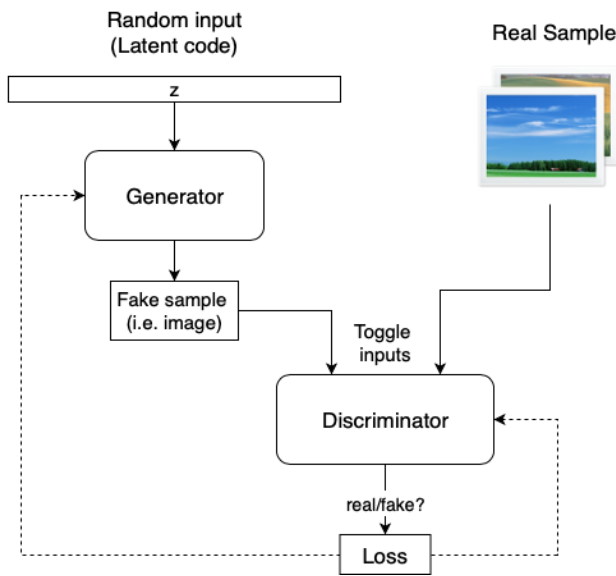 Random input
(Latent code)
Real Sample
z
Generator
Fake sample
(i.e. image)
Toggle
inputs
Discriminator
real/fake?
Loss